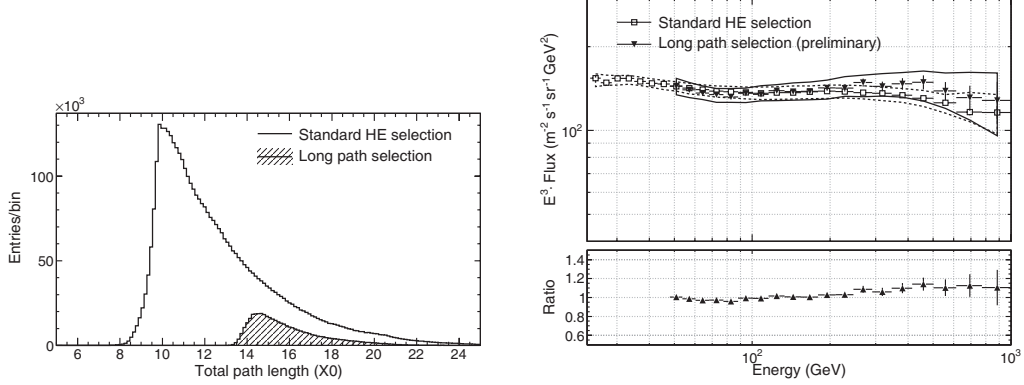 ×10³
Standard HE selection
Long path selection
100
50
0
Entries/bin
6 8 10 12 14 16 18 20 22 24
Total path length (X0)
Standard HE selection
Long path selection (preliminary)
E³· Flux (m⁻² s⁻¹ sr⁻¹ GeV²)
10²
1.4
1.2
1
0.8
0.6
Ratio
10² 10³
Energy (GeV)